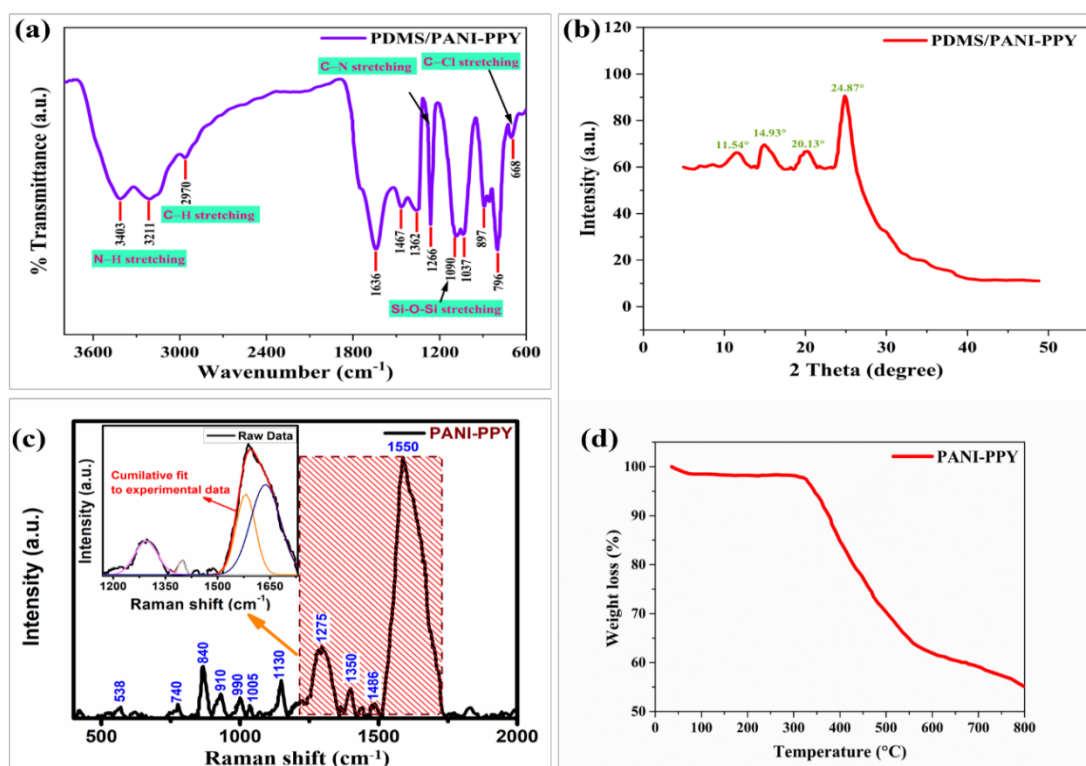 (a)
PDMS/PANI-PPY
C–N stretching
C–Cl stretching
2970
668
C–H stretching
3403
3211
N–H stretching
1636
1467
1362
1266
1090
1037
897
796
Si-O-Si stretching
% Transmittance (a.u.)
3600
3000
2400
1800
1200
600
Wavenumber (cm-1)
(b)
PDMS/PANI-PPY
24.87°
11.54°
14.93°
20.13°
120
100
80
60
40
20
0
Intensity (a.u.)
0
10
20
30
40
50
2 Theta (degree)
(c)
PANI-PPY
1550
Raw Data
Cumilative fit
to experimental data
Intensity (a.u.)
1200
1350
1500
1650
Raman shift (cm-1)
538
740
840
910
990
1005
1130
1275
1350
1486
Intensity (a.u.)
500
1000
1500
2000
Raman shift (cm-1)
(d)
PANI-PPY
100
90
80
70
60
50
Weight loss (%)
0
100
200
300
400
500
600
700
800
Temperature (°C)